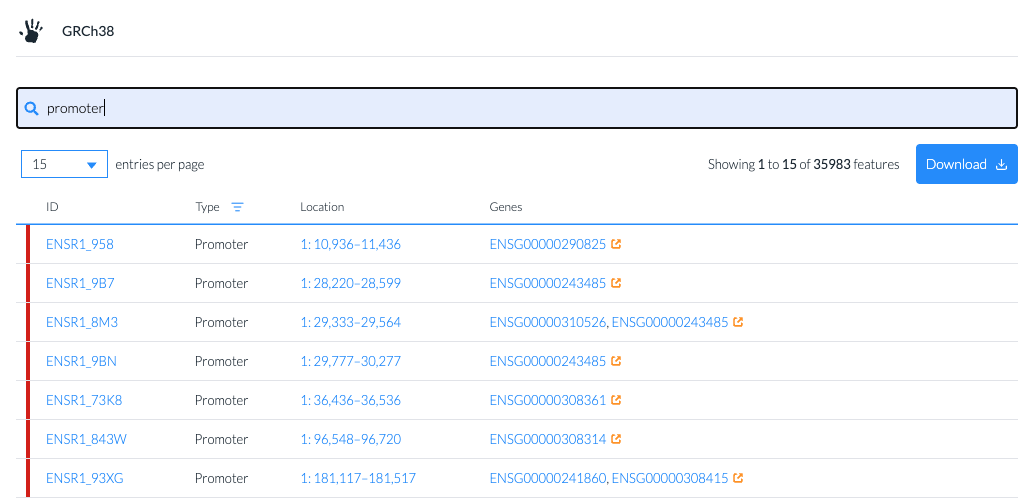 GRCh38
promoter
15 entries per page Showing 1 to 15 of 35983 features Download
ID Type Location Genes
ENSR1_958 Promoter 1: 10,936–11,436 ENSG00000290825
ENSR1_9B7 Promoter 1: 28,220–28,599 ENSG00000243485
ENSR1_8M3 Promoter 1: 29,333–29,564 ENSG00000310526, ENSG00000243485
ENSR1_9BN Promoter 1: 29,777–30,277 ENSG00000243485
ENSR1_73K8 Promoter 1: 36,436–36,536 ENSG00000308361
ENSR1_843W Promoter 1: 96,548–96,720 ENSG00000308314
ENSR1_93XG Promoter 1: 181,117–181,517 ENSG00000241860, ENSG00000308415